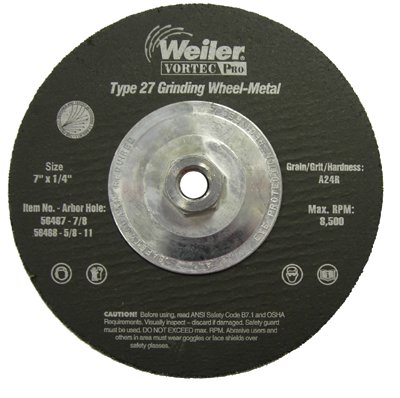 Weiler
VORTEC PRO
Type 27 Grinding Wheel-Metal
Size
7" x 1/4"
Grain/Grit/Hardness:
A24R
Item No. - Arbor Hole:
56467 - 7/8
56468 - 5/8 - 11
Max. RPM:
8,500
CAUTION! Before using, read ANSI Safety Code B7.1 and OSHA
Requirements. Visually inspect – discard if damaged. Safety guard
must be used. DO NOT EXCEED max. RPM. Abrasive users and
others in area must wear goggles or face shields over
safety glasses.